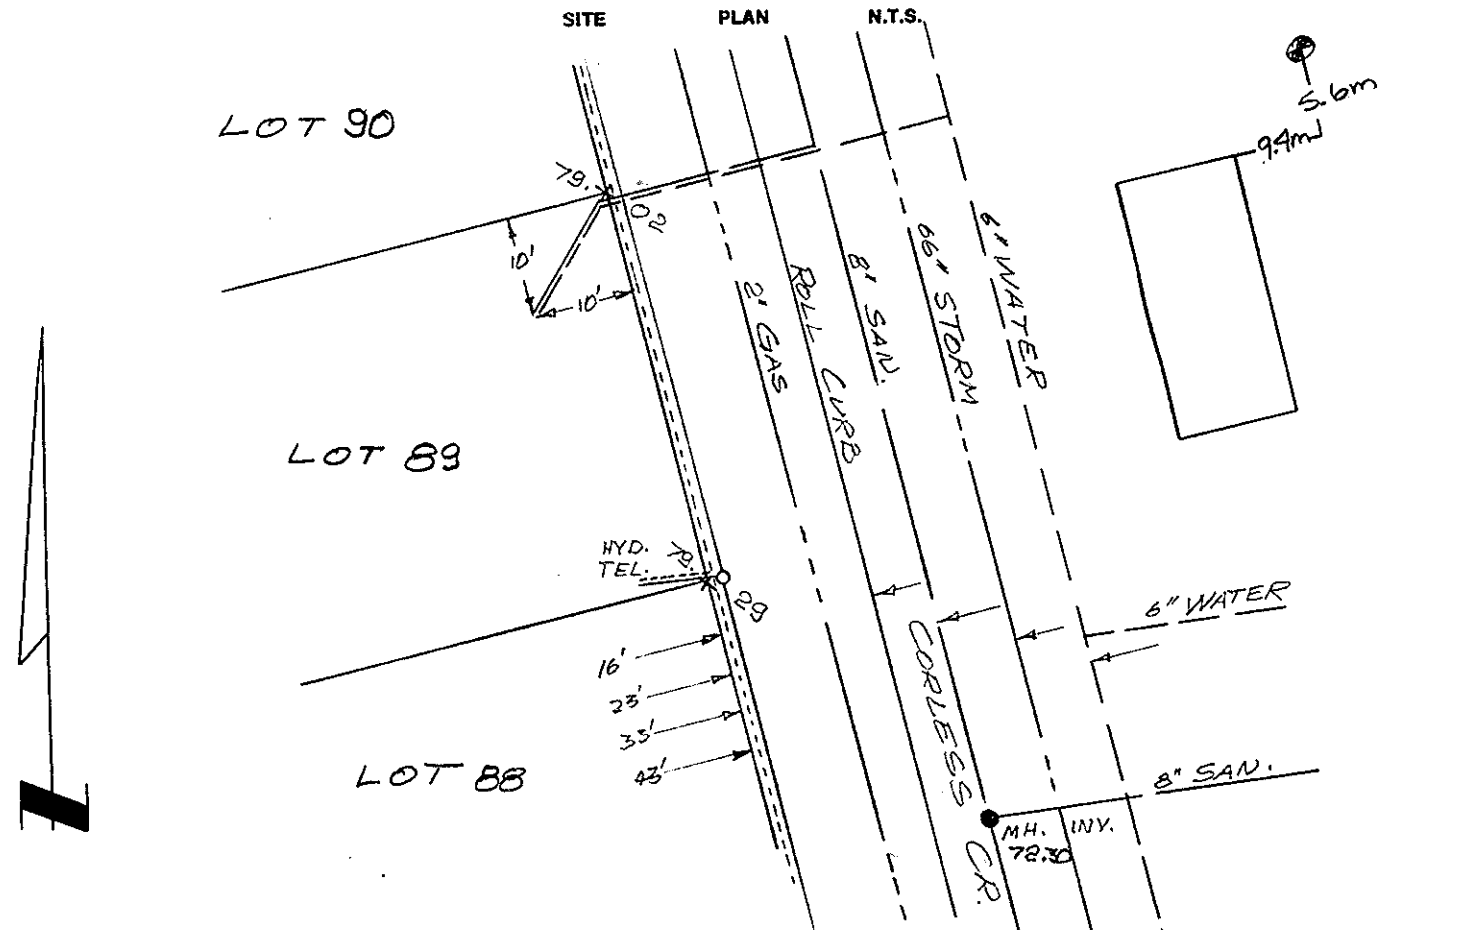 SITE PLAN N.T.S.
5.6m
9.4m
LOT 90
79.02
10'
10'
2" GAS
ROLL CURB
8" SAN.
66" STORM
6" WATER
LOT 89
HYD.
TEL.
79.29
6" WATER
16'
23'
33'
43'
CORLESS CR.
LOT 88
8" SAN.
MH. INV.
72.30